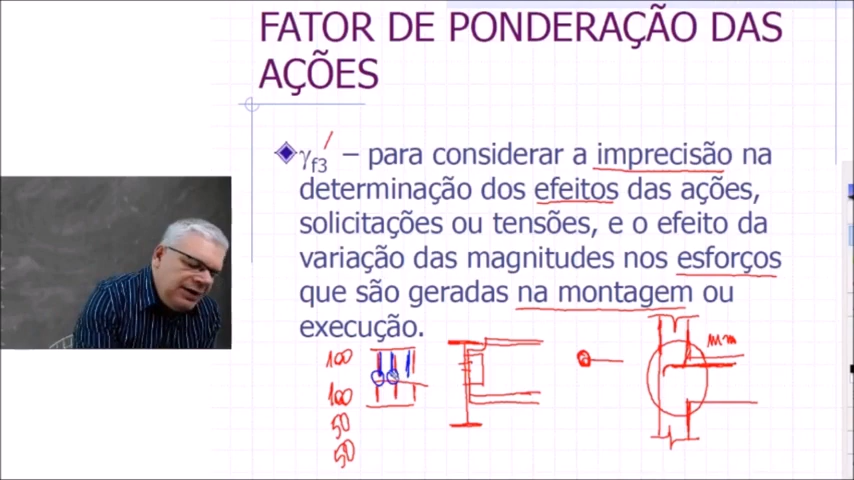 FATOR DE PONDERAÇÃO DAS
AÇÕES
γf3 – para considerar a imprecisão na
determinação dos efeitos das ações,
solicitações ou tensões, e o efeito da
variação das magnitudes nos esforços
que são geradas na montagem ou
execução.
100
100
50
50